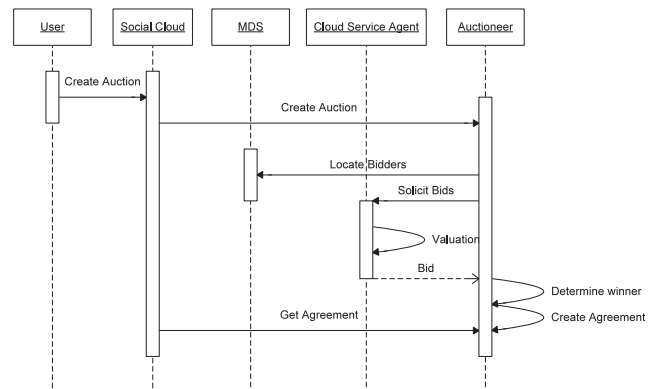 User
Social Cloud
MDS
Cloud Service Agent
Auctioneer
Create Auction
Create Auction
Locate Bidders
Solicit Bids
Valuation
Bid
Determine winner
Get Agreement
Create Agreement